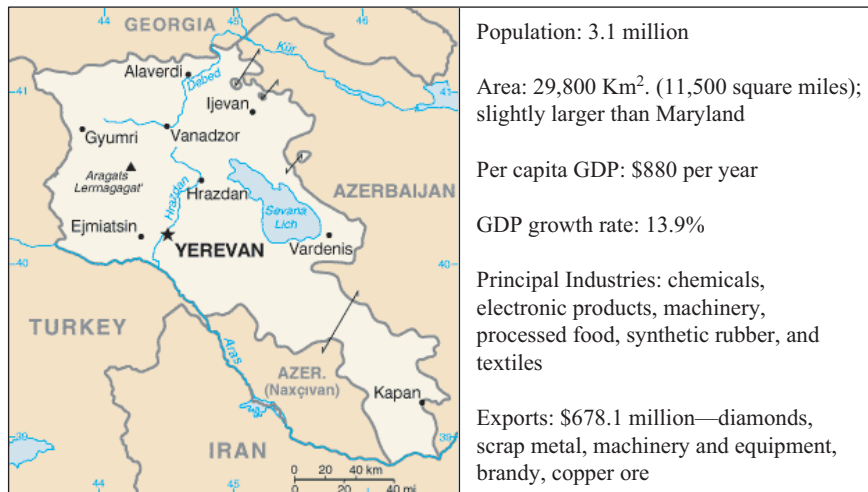 GEORGIA
44
45
Kür
Alaverdi
Debed
41
41
Ijevan
Gyumri
Vanadzor
Aragats
Lerrnagagat'
Hrazdan
Hrazdan
AZERBAIJAN
Sevana
Lich
Ejmiatsin
YEREVAN
Vardenis
40
40
TURKEY
Aras
AZER.
(Naxçıvan)
Kapan
39
39
IRAN
0 20 40 km
0 20 40 mi
44
45
Population: 3.1 million
Area: 29,800 Km². (11,500 square miles);
slightly larger than Maryland
Per capita GDP: $880 per year
GDP growth rate: 13.9%
Principal Industries: chemicals,
electronic products, machinery,
processed food, synthetic rubber, and
textiles
Exports: $678.1 million—diamonds,
scrap metal, machinery and equipment,
brandy, copper ore